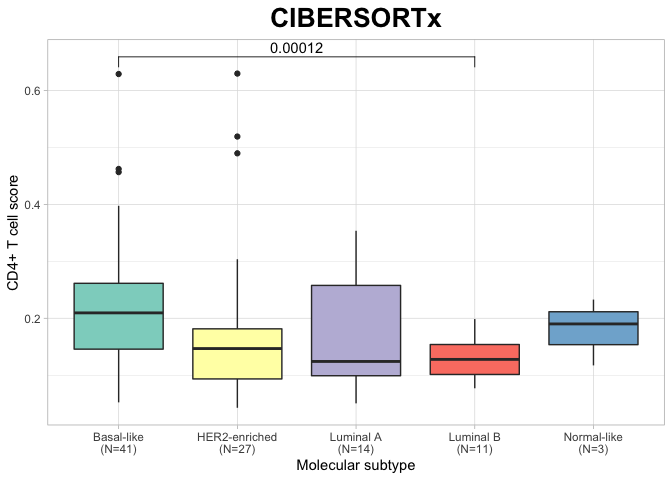 CIBERSORTx
0.00012
0.6
0.4
0.2
CD4+ T cell score
Basal-like HER2-enriched Luminal A Luminal B Normal-like
(N=41) (N=27) (N=14) (N=11) (N=3)
Molecular subtype